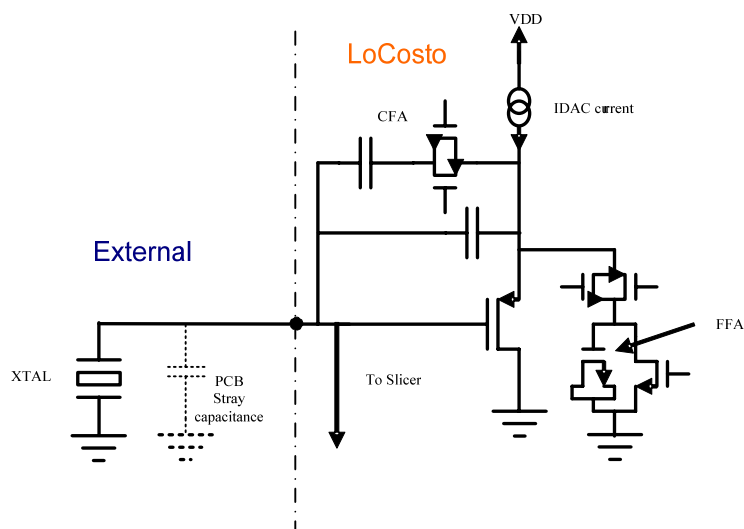 VDD
LoCosto
IDAC current
CFA
External
FFA
XTAL
PCB
Stray
capacitance
To Slicer